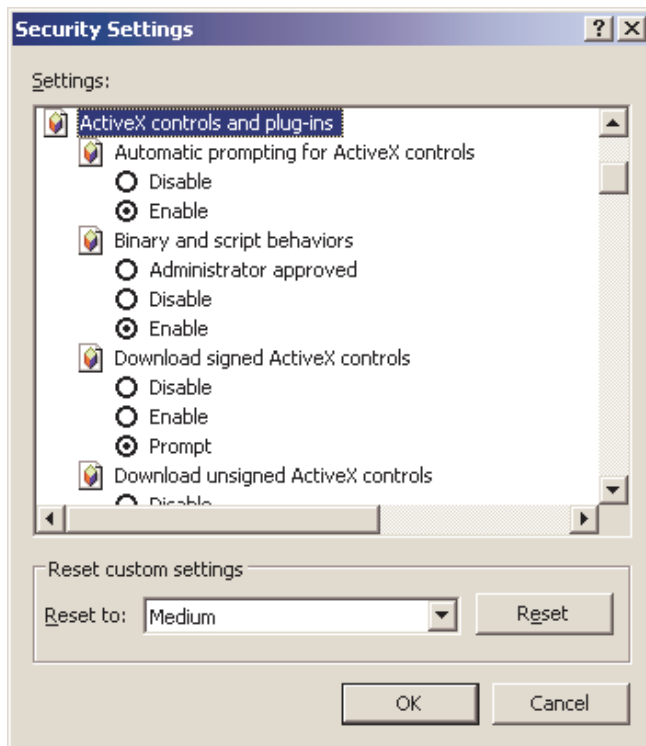 Security Settings
Settings:
ActiveX controls and plug-ins
Automatic prompting for ActiveX controls
Disable
Enable
Binary and script behaviors
Administrator approved
Disable
Enable
Download signed ActiveX controls
Disable
Enable
Prompt
Download unsigned ActiveX controls
Disable
Reset custom settings
Reset to: Medium Reset
OK Cancel